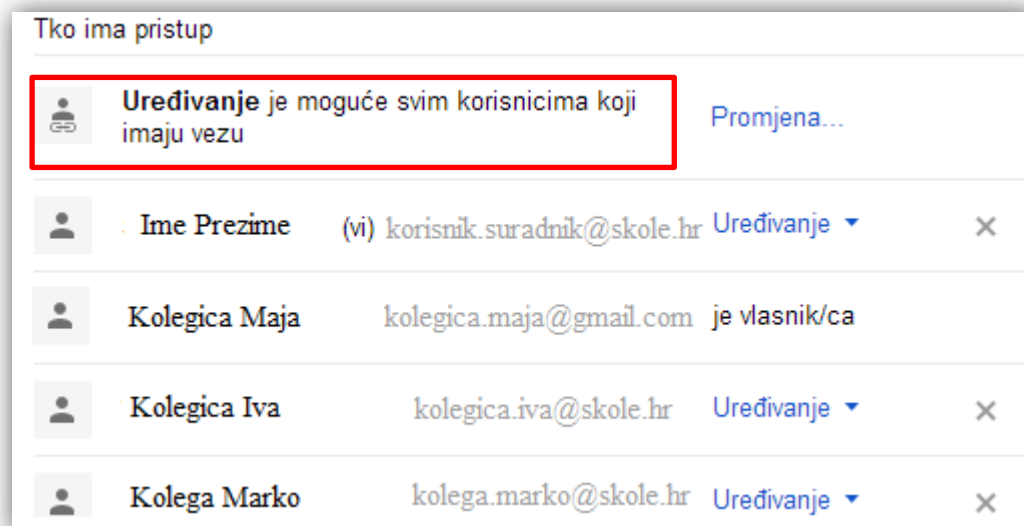 Tko ima pristup
Uređivanje je moguće svim korisnicima koji
imaju vezu
Promjena...
Ime Prezime (vi) korisnik.suradnik@skole.hr Uređivanje
Kolegica Maja kolegica.maja@gmail.com je vlasnik/ca
Kolegica Iva kolegica.iva@skole.hr Uređivanje
Kolega Marko kolega.marko@skole.hr Uređivanje